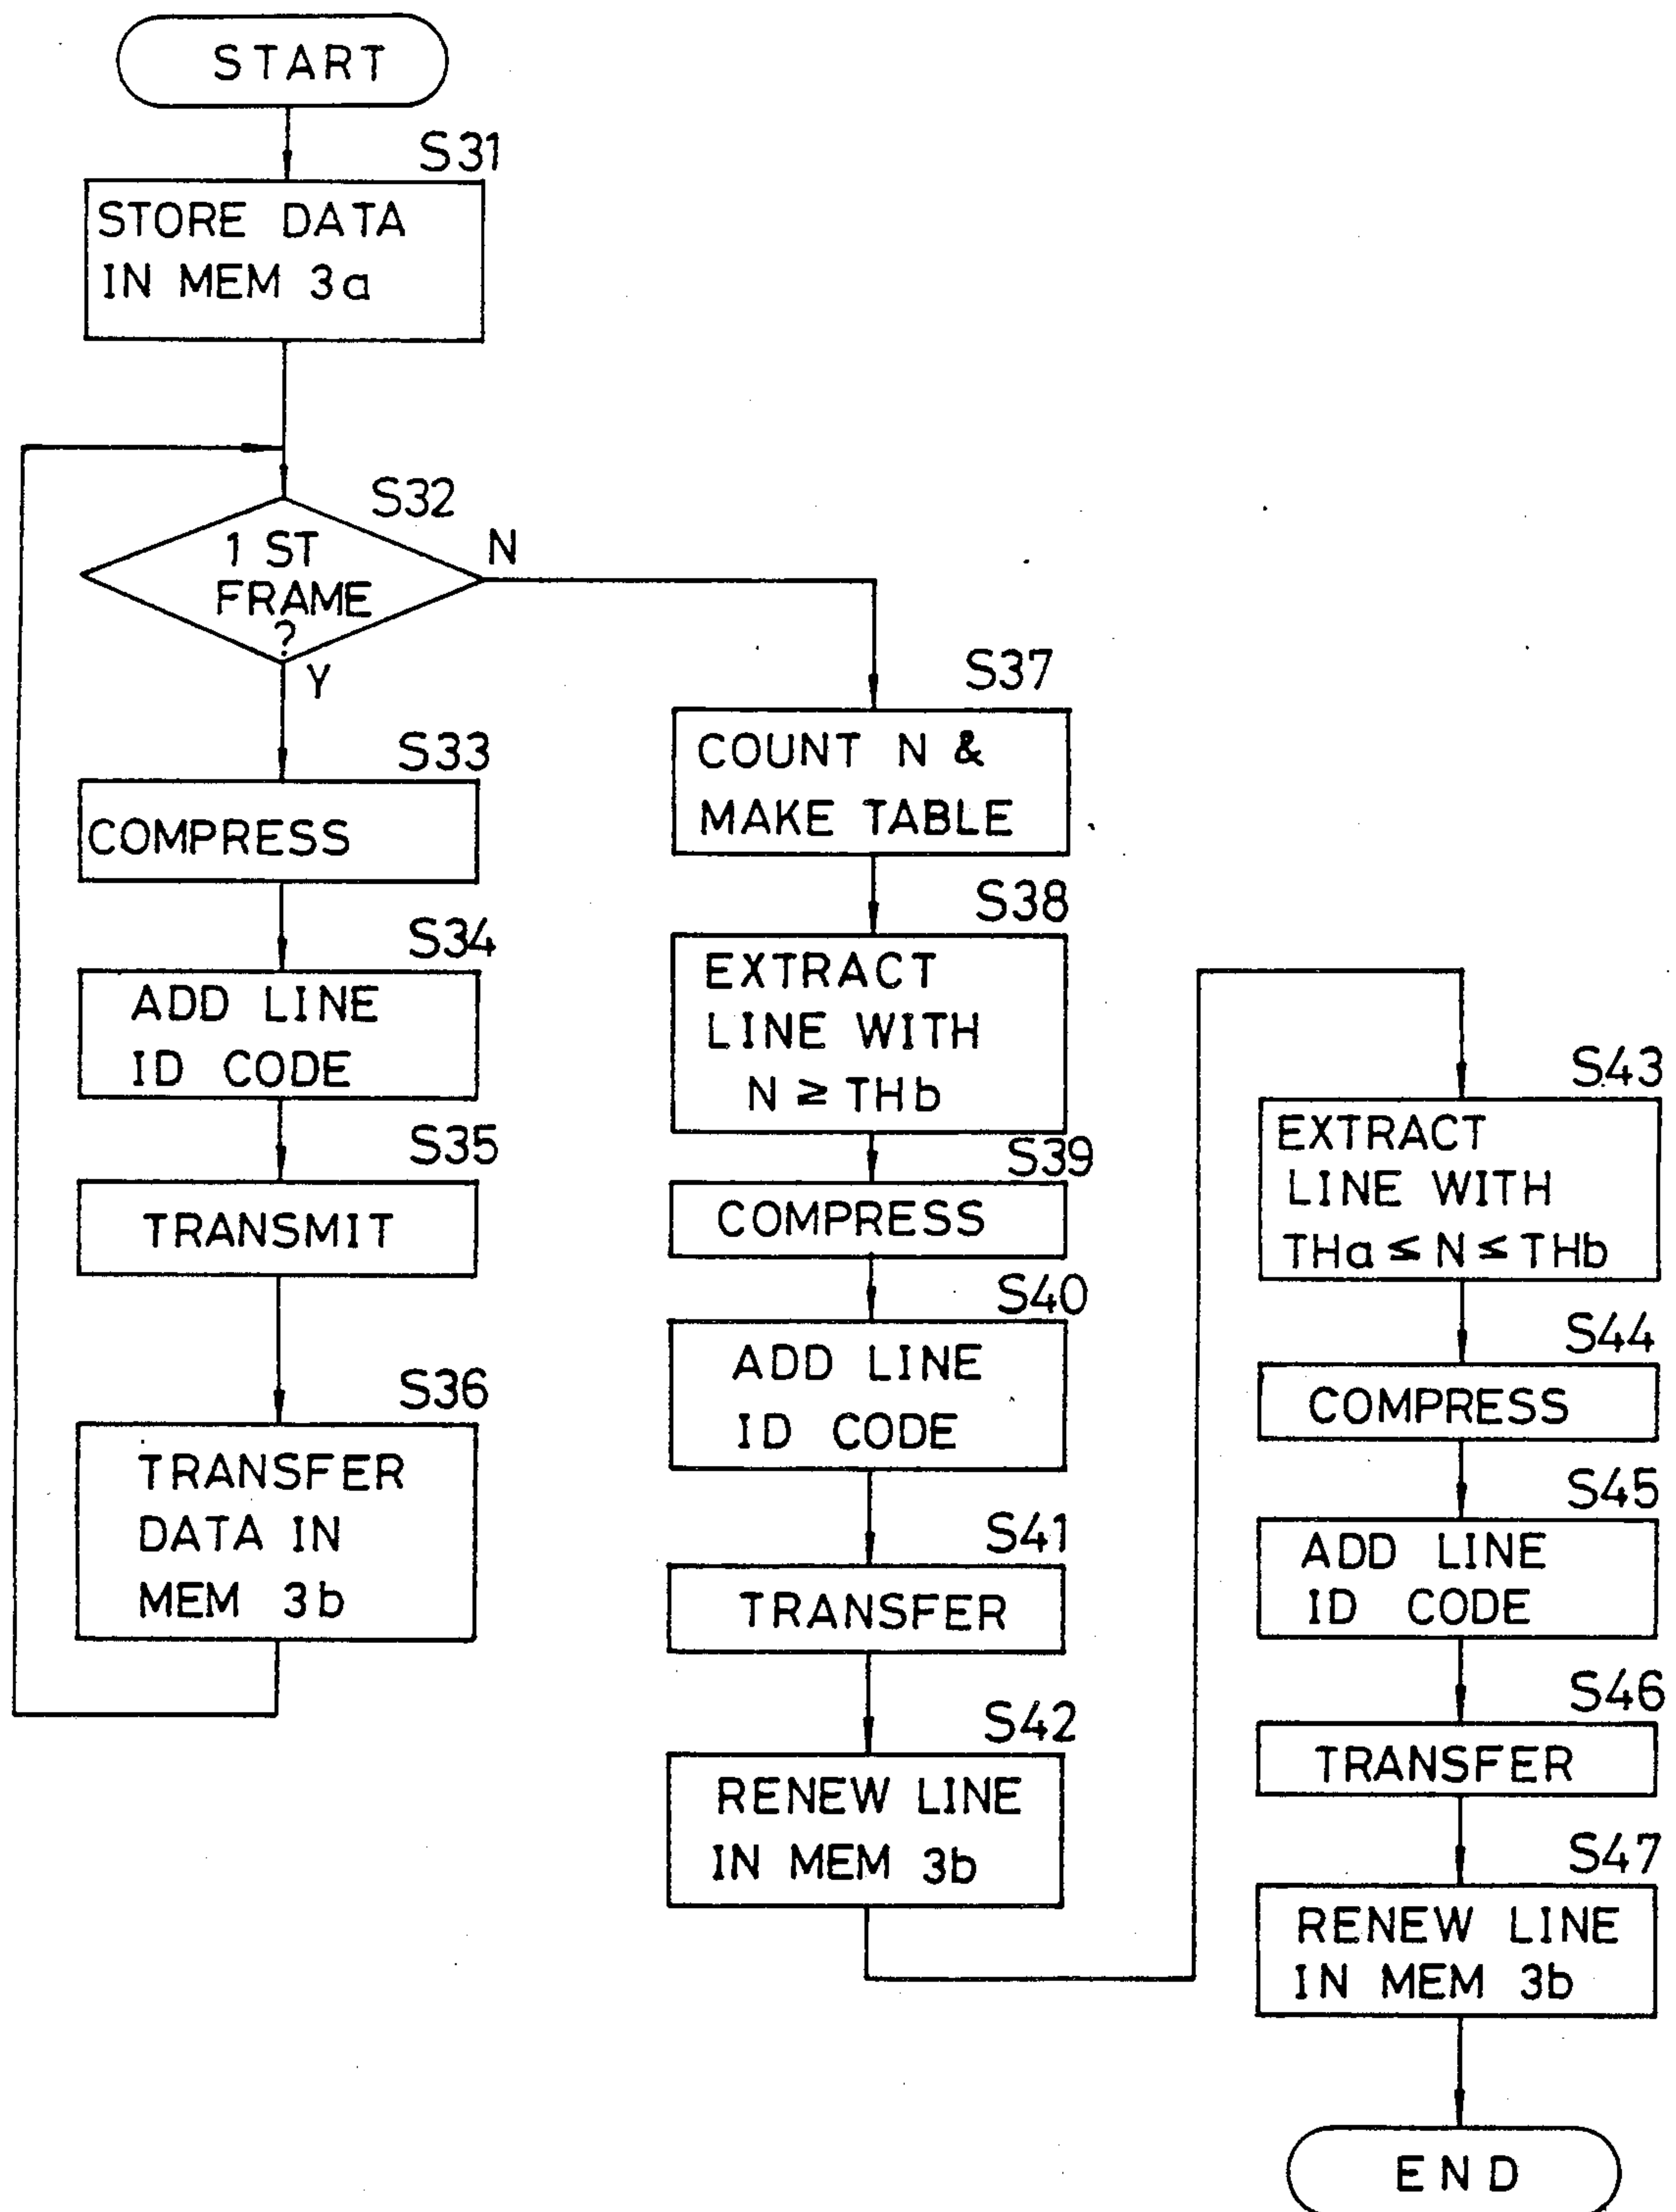 START
S31
STORE DATA
IN MEM 3a
S32
1 ST
FRAME
?
N
Y
S33
COMPRESS
S34
ADD LINE
ID CODE
S35
TRANSMIT
S36
TRANSFER
DATA IN
MEM 3b
S37
COUNT N &
MAKE TABLE
S38
EXTRACT
LINE WITH
N ≥ THb
S39
COMPRESS
S40
ADD LINE
ID CODE
S41
TRANSFER
S42
RENEW LINE
IN MEM 3b
S43
EXTRACT
LINE WITH
THa ≤ N ≤ THb
S44
COMPRESS
S45
ADD LINE
ID CODE
S46
TRANSFER
S47
RENEW LINE
IN MEM 3b
END